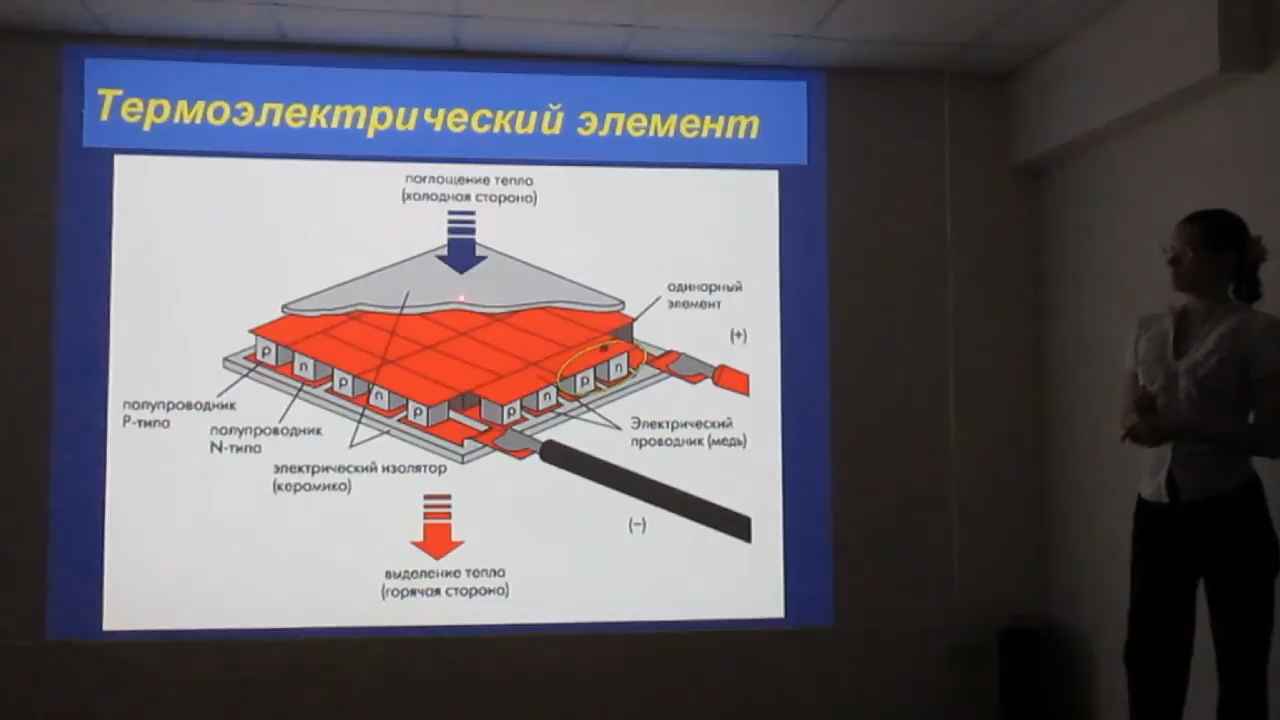 Термоэлектрический элемент
поглощение тепла
(холодная сторона)
одинарный
элемент
(+)
p
n
p
n
p
p
n
p
n
полупроводник
P-типа
полупроводник
N-типа
электрический изолятор
(керамика)
Электрический
проводник (медь)
(−)
выделение тепла
(горячая сторона)